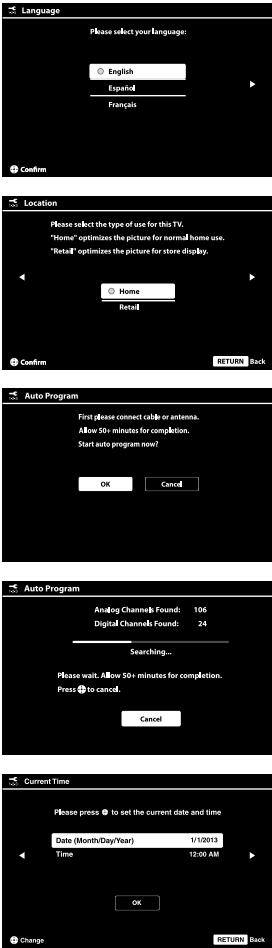 Language
Please select your language:
English
Español
Français
Confirm
Location
Please select the type of use for this TV.
"Home" optimizes the picture for normal home use.
"Retail" optimizes the picture for store display.
Home
Retail
Confirm
RETURN Back
Auto Program
First please connect cable or antenna.
Allow 50+ minutes for completion.
Start auto program now?
OK Cancel
Auto Program
Analog Channels Found: 106
Digital Channels Found: 24
Searching...
Please wait. Allow 50+ minutes for completion.
Press to cancel.
Cancel
Current Time
Please press to set the current date and time
Date (Month/Day/Year) 1/1/2013
Time 12:00 AM
OK
Change RETURN Back